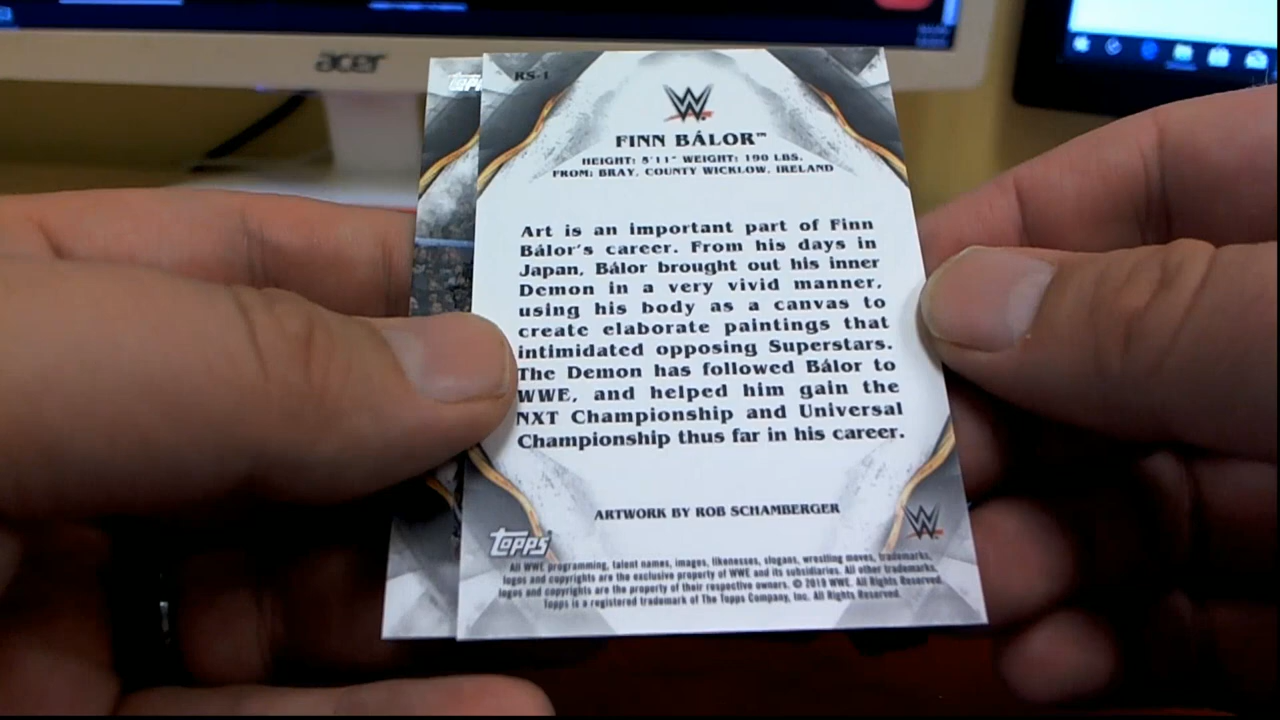 acer
TOPPS
RS-1
W
FINN BÁLOR™
HEIGHT: 5'11" WEIGHT: 190 LBS.
FROM: BRAY, COUNTY WICKLOW, IRELAND
Art is an important part of Finn
Bálor's career. From his days in
Japan, Bálor brought out his inner
Demon in a very vivid manner,
using his body as a canvas to
create elaborate paintings that
intimidated opposing Superstars.
The Demon has followed Bálor to
WWE, and helped him gain the
NXT Championship and Universal
Championship thus far in his career.
ARTWORK BY ROB SCHAMBERGER
TOPPS
W
All WWE programming, talent names, images, likenesses, slogans, wrestling moves, trademarks,
logos and copyrights are the exclusive property of WWE and its subsidiaries. All other trademarks,
logos and copyrights are the property of their respective owners. © 2019 WWE. All Rights Reserved.
Topps is a registered trademark of The Topps Company, Inc. All Rights Reserved.